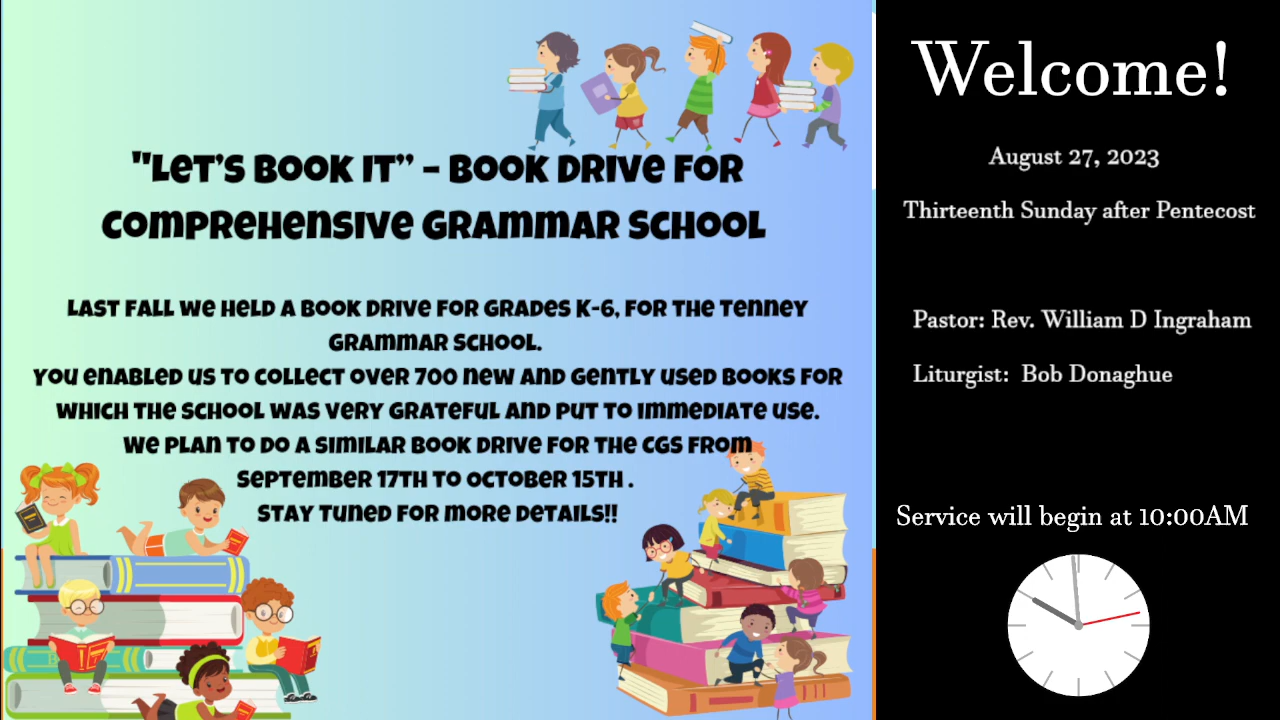 "LET'S BOOK IT” – BOOK DRIVE FOR
COMPREHENSIVE GRAMMAR SCHOOL
LAST FALL WE HELD A BOOK DRIVE FOR GRADES K-6, FOR THE TENNEY
GRAMMAR SCHOOL.
YOU ENABLED US TO COLLECT OVER 700 NEW AND GENTLY USED BOOKS FOR
WHICH THE SCHOOL WAS VERY GRATEFUL AND PUT TO IMMEDIATE USE.
WE PLAN TO DO A SIMILAR BOOK DRIVE FOR THE CGS FROM
SEPTEMBER 17TH TO OCTOBER 15TH .
STAY TUNED FOR MORE DETAILS!!
Welcome!
August 27, 2023
Thirteenth Sunday after Pentecost
Pastor: Rev. William D Ingraham
Liturgist: Bob Donaghue
Service will begin at 10:00AM